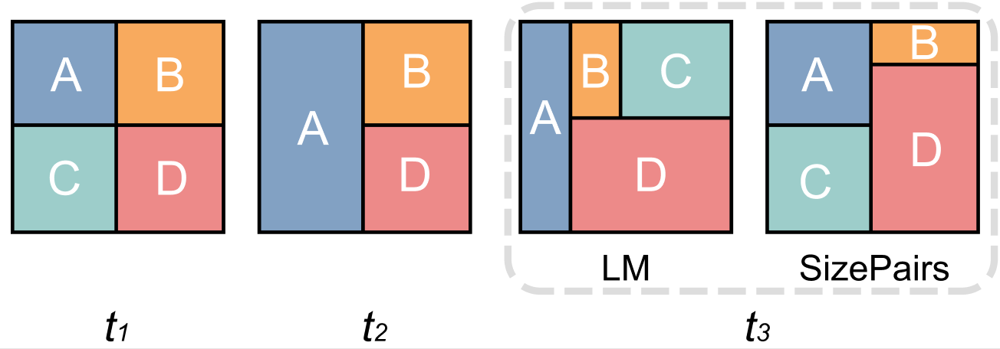 A B
C D
A B
D
A B C
D
A B
C D
LM SizePairs
t1 t2 t3